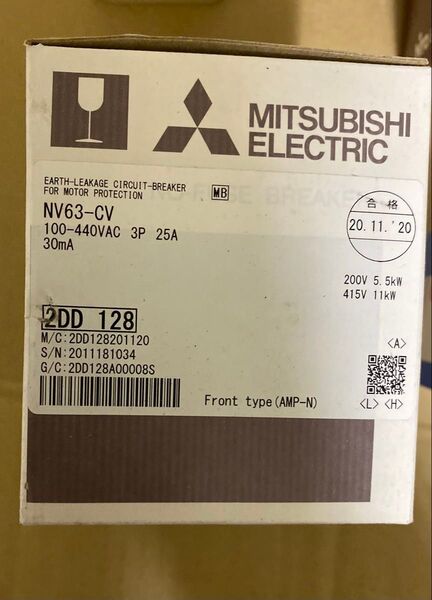 MITSUBISHI
ELECTRIC
EARTH-LEAKAGE CIRCUIT-BREAKER
FOR MOTOR PROTECTION MB
NV63-CV
100-440VAC 3P 25A
30mA
合格
20.11.'20
200V 5.5kW
415V 11kW
2DD 128
M/C:2DD128201120
S/N:2011181034
G/C:2DD128A00008S
<A>
Front type(AMP-N)
<L> <H>